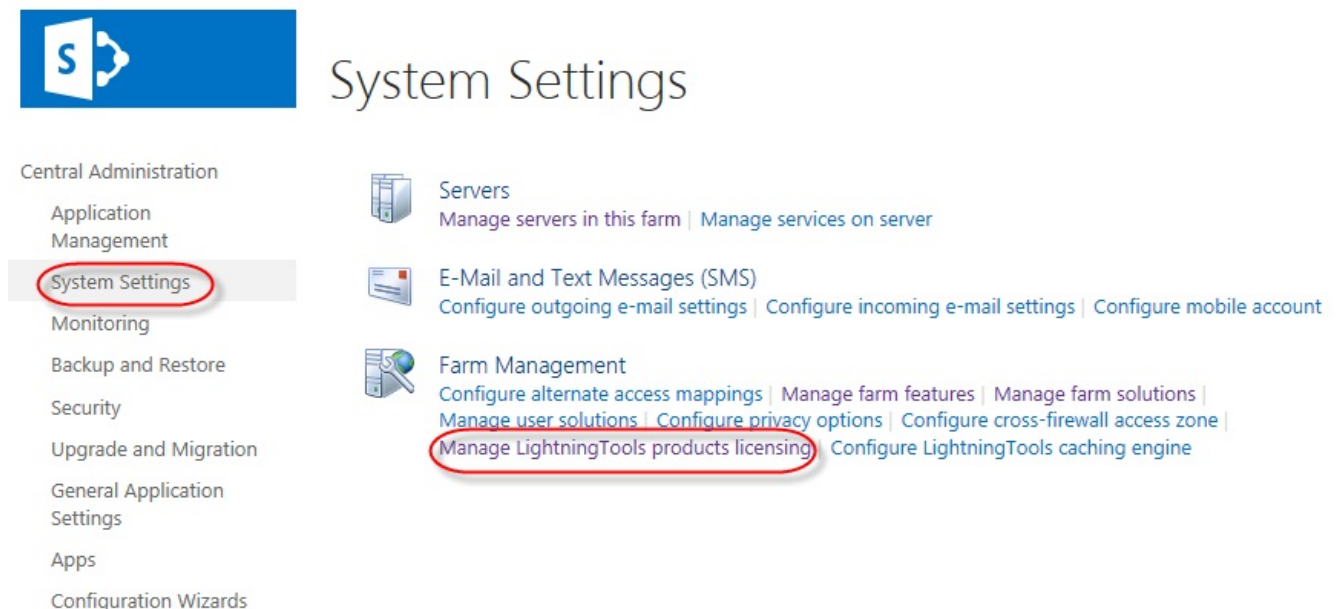 S
System Settings
Central Administration
Application
Management
System Settings
Monitoring
Backup and Restore
Security
Upgrade and Migration
General Application
Settings
Apps
Configuration Wizards
Servers
Manage servers in this farm | Manage services on server
E-Mail and Text Messages (SMS)
Configure outgoing e-mail settings | Configure incoming e-mail settings | Configure mobile account
Farm Management
Configure alternate access mappings | Manage farm features | Manage farm solutions |
Manage user solutions | Configure privacy options | Configure cross-firewall access zone |
Manage LightningTools products licensing | Configure LightningTools caching engine